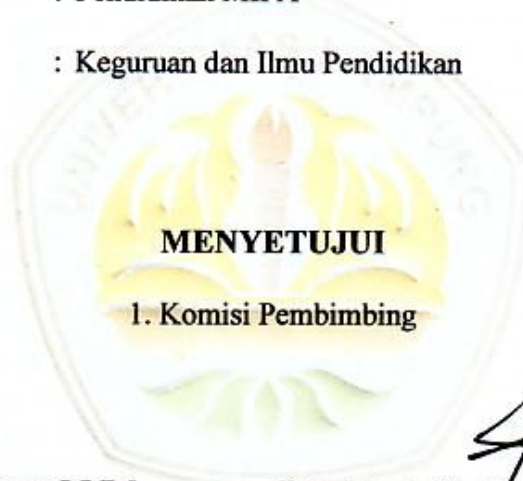 : Keguruan dan Ilmu Pendidikan
MENYETUJUI
1. Komisi Pembimbing